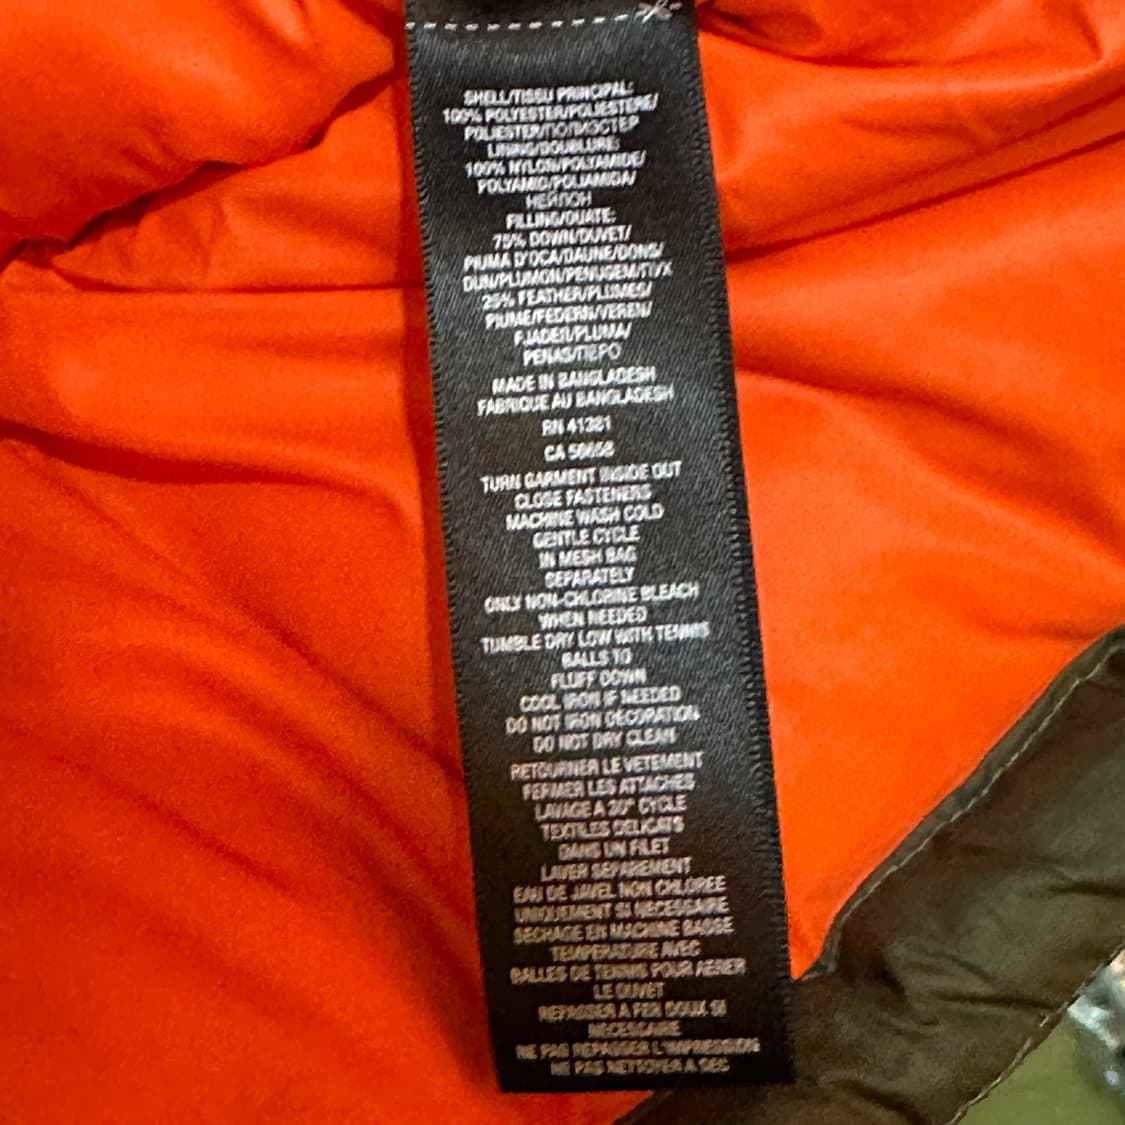 SHELL/TISSU PRINCIPAL:
100% POLYESTER/POLIESTERE/
POLIESTER/ПОЛИЭСТЕР
LINING/DOUBLURE:
100% NYLON/POLYAMIDE/
POLYAMID/POLIAMIDA/
НЕЙЛОН
FILLING/OUATE:
75% DOWN/DUVET/
PIUMA D'OCA/DAUNE/DONS/
DUN/PLUMON/PENUGEM/ПУХ
25% FEATHER/PLUMES/
PIUME/FEDERN/VEREN/
FJADER/PLUMA/
PENAS/ПЕРО
MADE IN BANGLADESH
FABRIQUE AU BANGLADESH
RN 41381
CA
TURN GARMENT INSIDE OUT
CLOSE FASTENERS
MACHINE WASH COLD
GENTLE CYCLE
IN MESH BAG
SEPARATELY
ONLY NON-CHLORINE BLEACH
WHEN NEEDED
TUMBLE DRY LOW WITH TENNIS
BALLS TO
FLUFF DOWN
COOL IRON IF NEEDED
DO NOT IRON DECORATION
DO NOT DRY CLEAN
RETOURNER LE VETEMENT
FERMER LES ATTACHES
LAVAGE A 30° CYCLE
TEXTILES DELICATS
DANS UN FILET
LAVER SEPAREMENT
EAU DE JAVEL NON CHLOREE
UNIQUEMENT SI NECESSAIRE
SECHAGE EN MACHINE BASSE
TEMPERATURE AVEC
BALLES DE TENNIS POUR AERER
LE DUVET
REPASSER A FER DOUX SI
NECESSAIRE
NE PAS REPASSER L'IMPRESSION
NE PAS NETTOYER A SEC